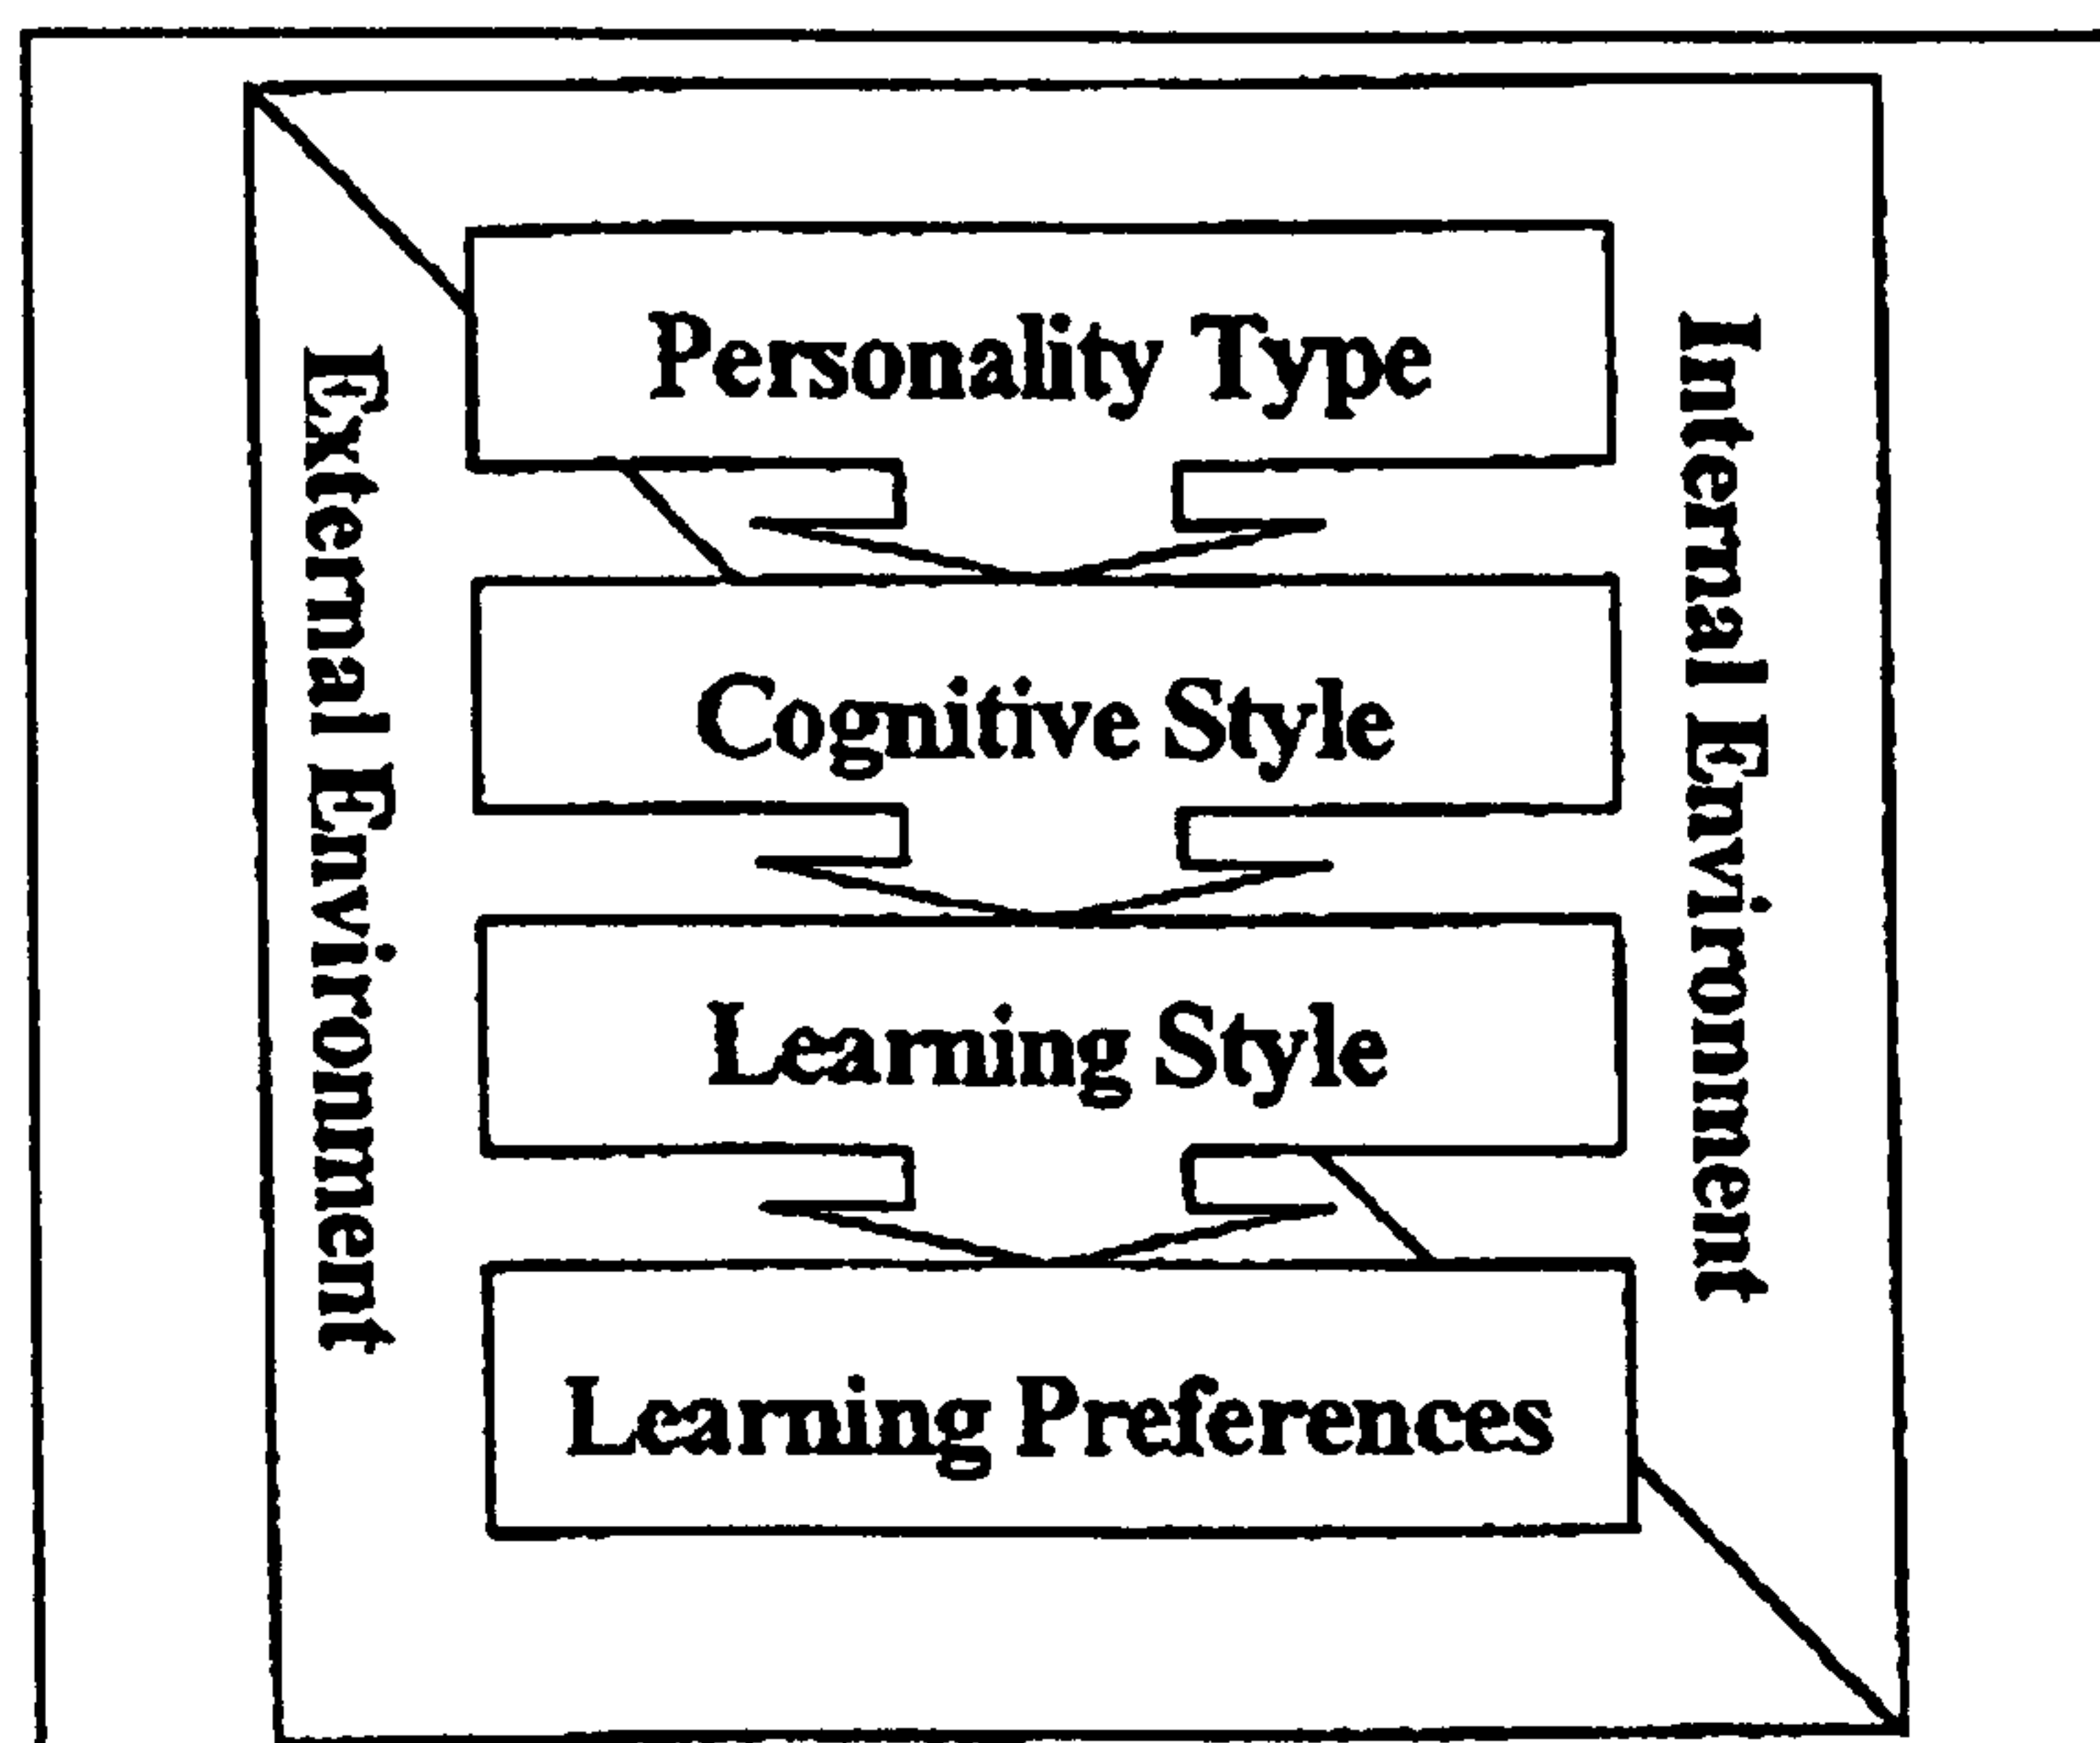 Personality Type
External Environment
Internal Environment
Cognitive Style
Learning Style
Learning Preferences